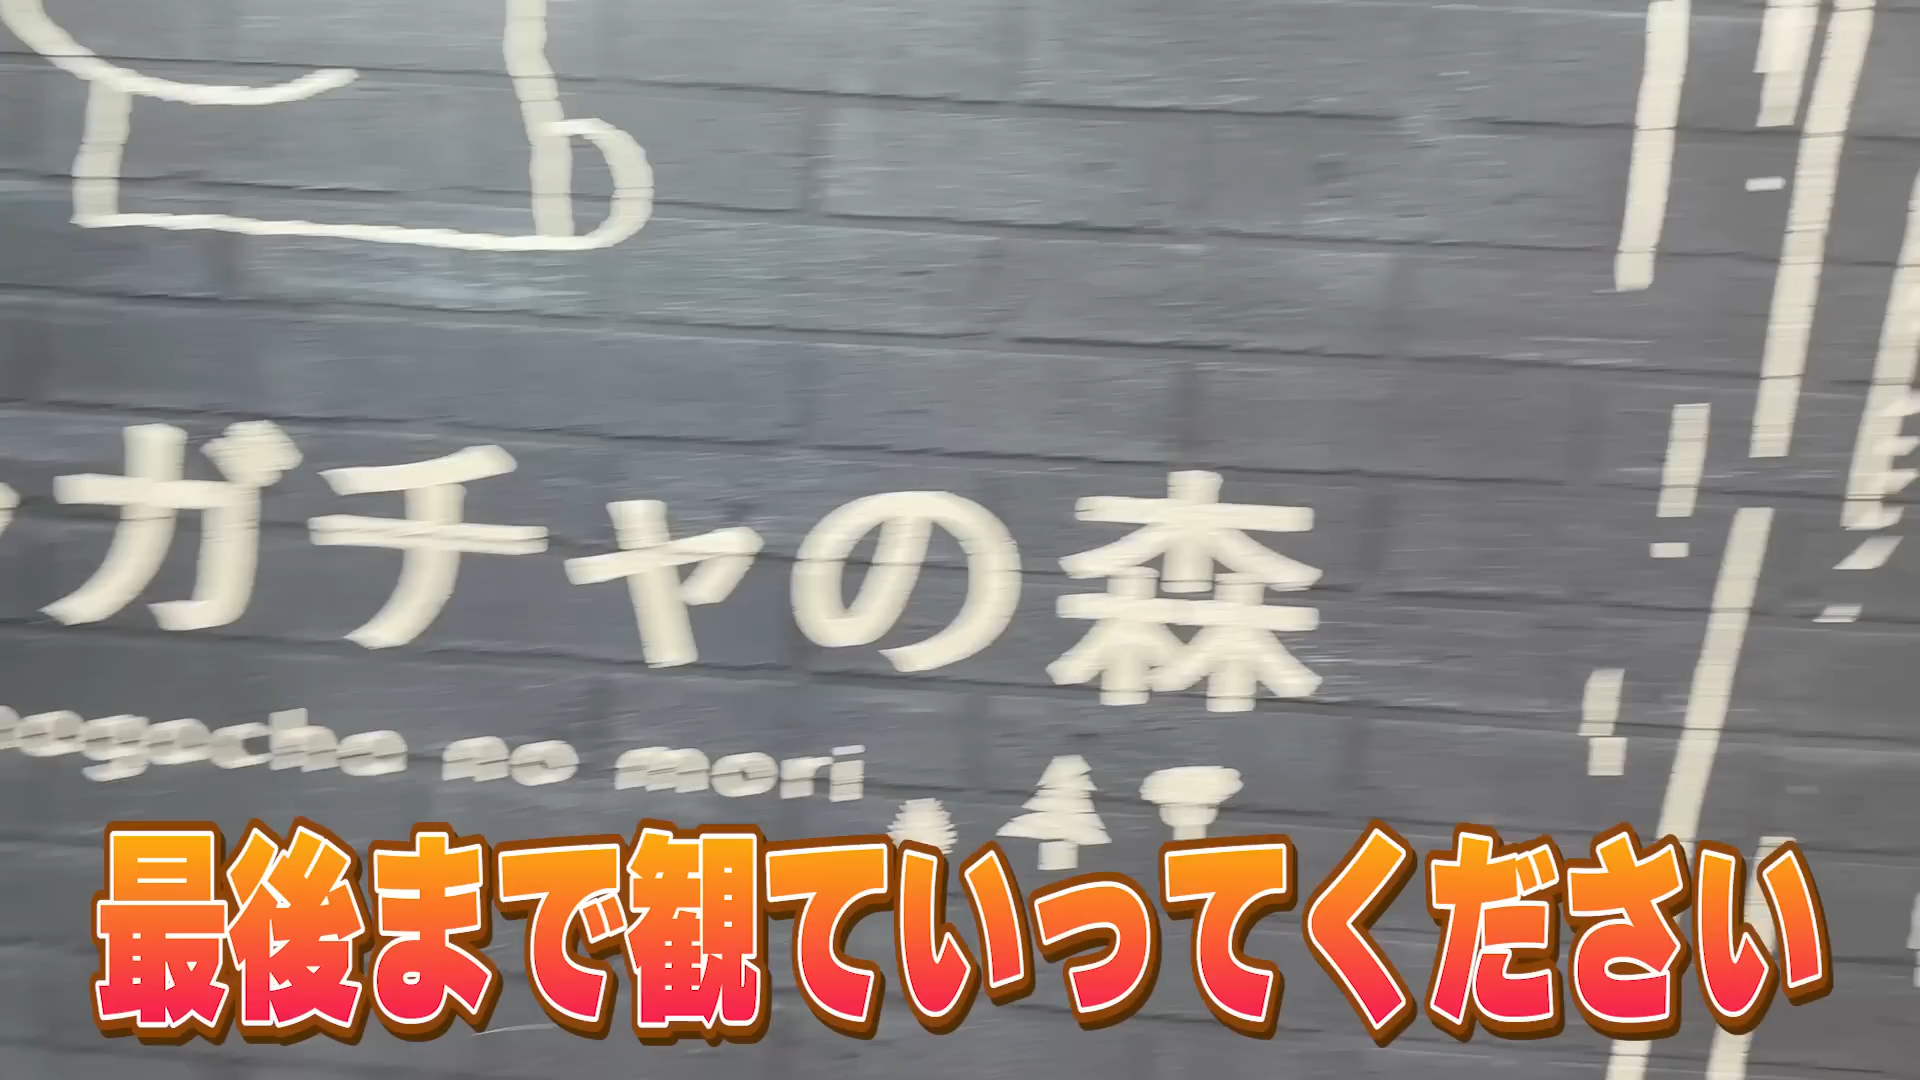 ガチャの森
gacha no mori
最後まで観ていってください